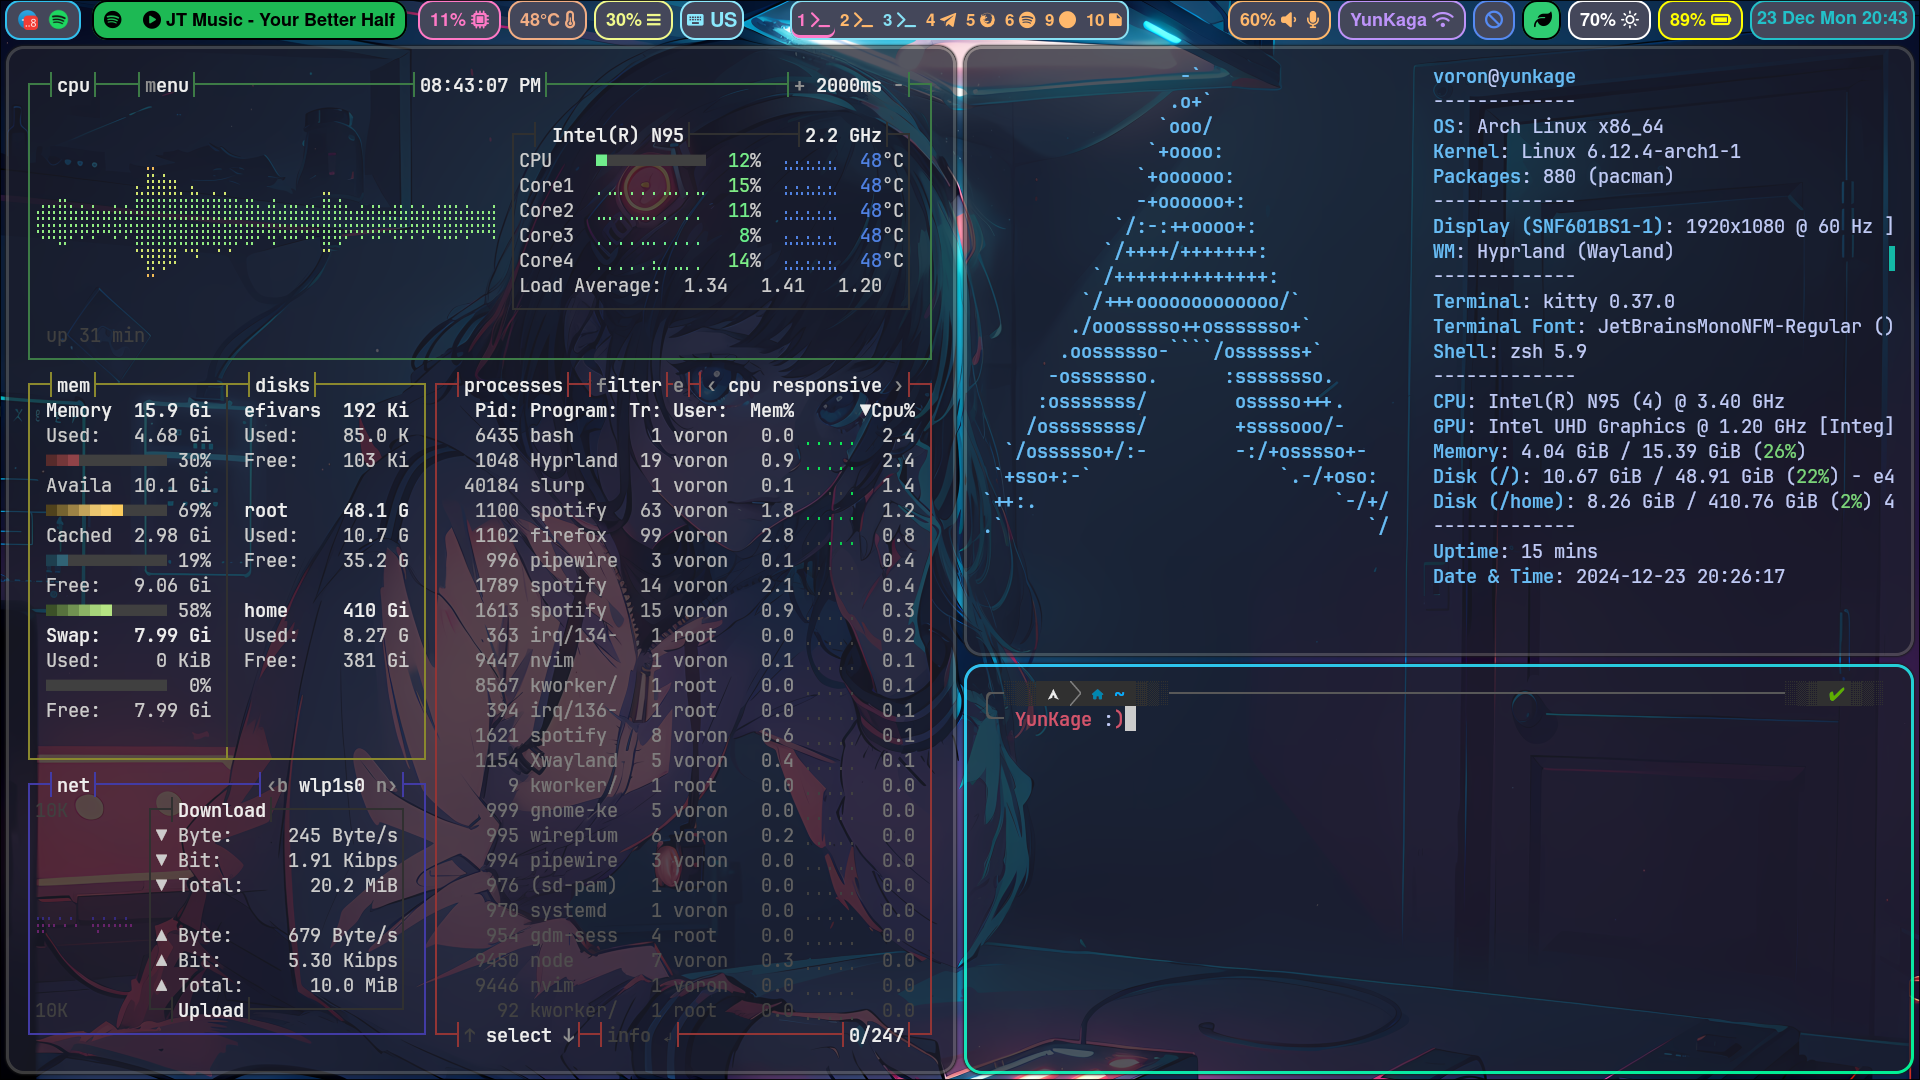 JT Music - Your Better Half
11%
48°C
30%
US
1 2 3 4 5 6 9 10
60%
YunKaga
70%
89%
23 Dec Mon 20:43
cpu menu 08:43:07 PM + 2000ms -
Intel(R) N95 2.2 GHz
CPU 12% 48°C
Core1 15% 48°C
Core2 11% 48°C
Core3 8% 48°C
Core4 14% 48°C
Load Average: 1.34 1.41 1.20
up 31 min
mem disks
Memory 15.9 Gi efivars 192 Ki
Used: 4.68 Gi Used: 85.0 K
30% Free: 103 Ki
Availa 10.1 Gi
69% root 48.1 G
Cached 2.98 Gi Used: 10.7 G
19% Free: 35.2 G
Free: 9.06 Gi
58% home 410 Gi
Swap: 7.99 Gi Used: 8.27 G
Used: 0 KiB Free: 381 Gi
0%
Free: 7.99 Gi
net ‹b wlp1s0 n›
10K
Download
▼ Byte: 245 Byte/s
▼ Bit: 1.91 Kibps
▼ Total: 20.2 MiB
▲ Byte: 679 Byte/s
▲ Bit: 5.30 Kibps
▲ Total: 10.0 MiB
10K Upload
processes filter e ‹ cpu responsive ›
Pid: Program: Tr: User: Mem% ▼Cpu%
6435 bash 1 voron 0.0 2.4
1048 Hyprland 19 voron 0.9 2.4
40184 slurp 1 voron 0.1 1.4
1100 spotify 63 voron 1.8 1.2
1102 firefox 99 voron 2.8 0.8
996 pipewire 3 voron 0.1 0.4
1789 spotify 14 voron 2.1 0.4
1613 spotify 15 voron 0.9 0.3
363 irq/134- 1 root 0.0 0.2
9447 nvim 1 voron 0.1 0.1
8567 kworker/ 1 root 0.0 0.1
394 irq/136- 1 root 0.0 0.1
1621 spotify 8 voron 0.6 0.1
1154 Xwayland 5 voron 0.4 0.1
9 kworker/ 1 root 0.0 0.0
999 gnome-ke 5 voron 0.0 0.0
995 wireplum 6 voron 0.2 0.0
994 pipewire 3 voron 0.0 0.0
976 (sd-pam) 1 voron 0.0 0.0
970 systemd 1 voron 0.0 0.0
954 gdm-sess 4 root 0.0 0.0
9450 node 7 voron 0.3 0.0
9446 nvim 1 voron 0.0 0.0
92 kworker/ 1 root 0.0 0.0
↑ select ↓ info ↲ 0/247
-`
.o+`
`ooo/
`+oooo:
`+oooooo:
-+oooooo+:
`/:-:++oooo+:
`/++++/+++++++:
`/++++++++++++++:
`/+++ooooooooooooo/`
./ooosssso++osssssso+`
.oossssso-````/ossssss+`
-osssssso. :ssssssso.
:osssssss/ osssso+++.
/ossssssss/ +ssssooo/-
`/ossssso+/:- -:/+osssso+-
`+sso+:-` `.-/+oso:
`++:. `-/+/
.` `/
voron@yunkage
-------------
OS: Arch Linux x86_64
Kernel: Linux 6.12.4-arch1-1
Packages: 880 (pacman)
-------------
Display (SNF601BS1-1): 1920x1080 @ 60 Hz ]
WM: Hyprland (Wayland)
-------------
Terminal: kitty 0.37.0
Terminal Font: JetBrainsMonoNFM-Regular ()
Shell: zsh 5.9
-------------
CPU: Intel(R) N95 (4) @ 3.40 GHz
GPU: Intel UHD Graphics @ 1.20 GHz [Integ]
Memory: 4.04 GiB / 15.39 GiB (26%)
Disk (/): 10.67 GiB / 48.91 GiB (22%) - e4
Disk (/home): 8.26 GiB / 410.76 GiB (2%) 4
-------------
Uptime: 15 mins
Date & Time: 2024-12-23 20:26:17
~ ✔
YunKage :)